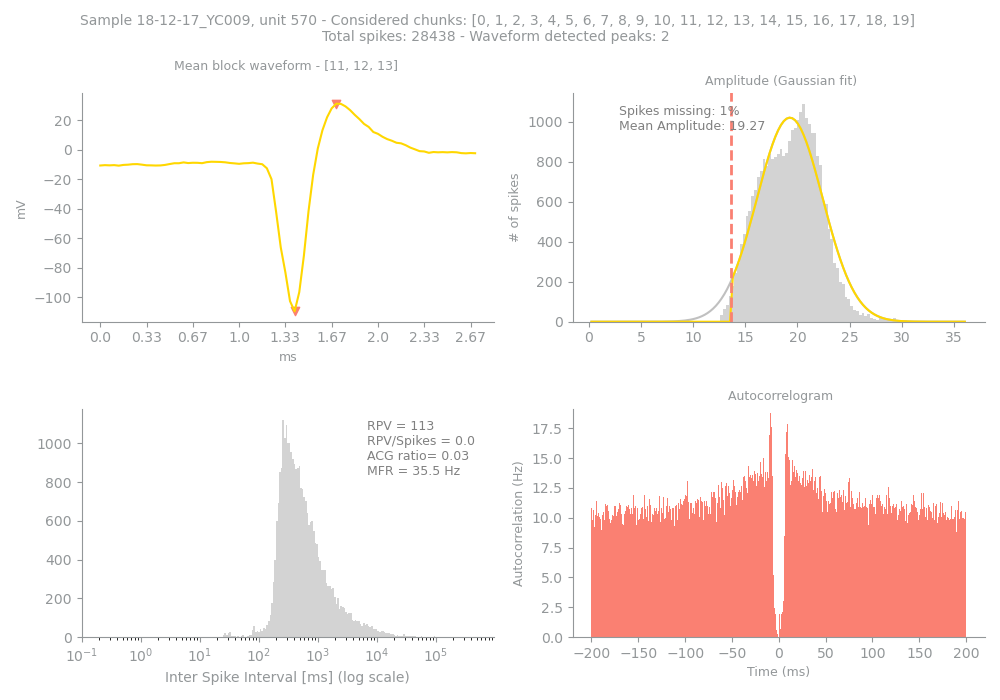 Sample 18-12-17_YC009, unit 570 - Considered chunks: [0, 1, 2, 3, 4, 5, 6, 7, 8, 9, 10, 11, 12, 13, 14, 15, 16, 17, 18, 19]
Total spikes: 28438 - Waveform detected peaks: 2
Mean block waveform - [11, 12, 13]
20
0
−20
−40
−60
−80
−100
mV
0.0 0.33 0.67 1.0 1.33 1.67 2.0 2.33 2.67
ms
Amplitude (Gaussian fit)
Spikes missing: 1%
Mean Amplitude: 19.27
1000
800
600
400
200
0
# of spikes
0 5 10 15 20 25 30 35
RPV = 113
RPV/Spikes = 0.0
ACG ratio= 0.03
MFR = 35.5 Hz
1000
800
600
400
200
0
10−1 100 101 102 103 104 105
Inter Spike Interval [ms] (log scale)
Autocorrelogram
17.5
15.0
12.5
10.0
7.5
5.0
2.5
0.0
Autocorrelation (Hz)
−200 −150 −100 −50 0 50 100 150 200
Time (ms)